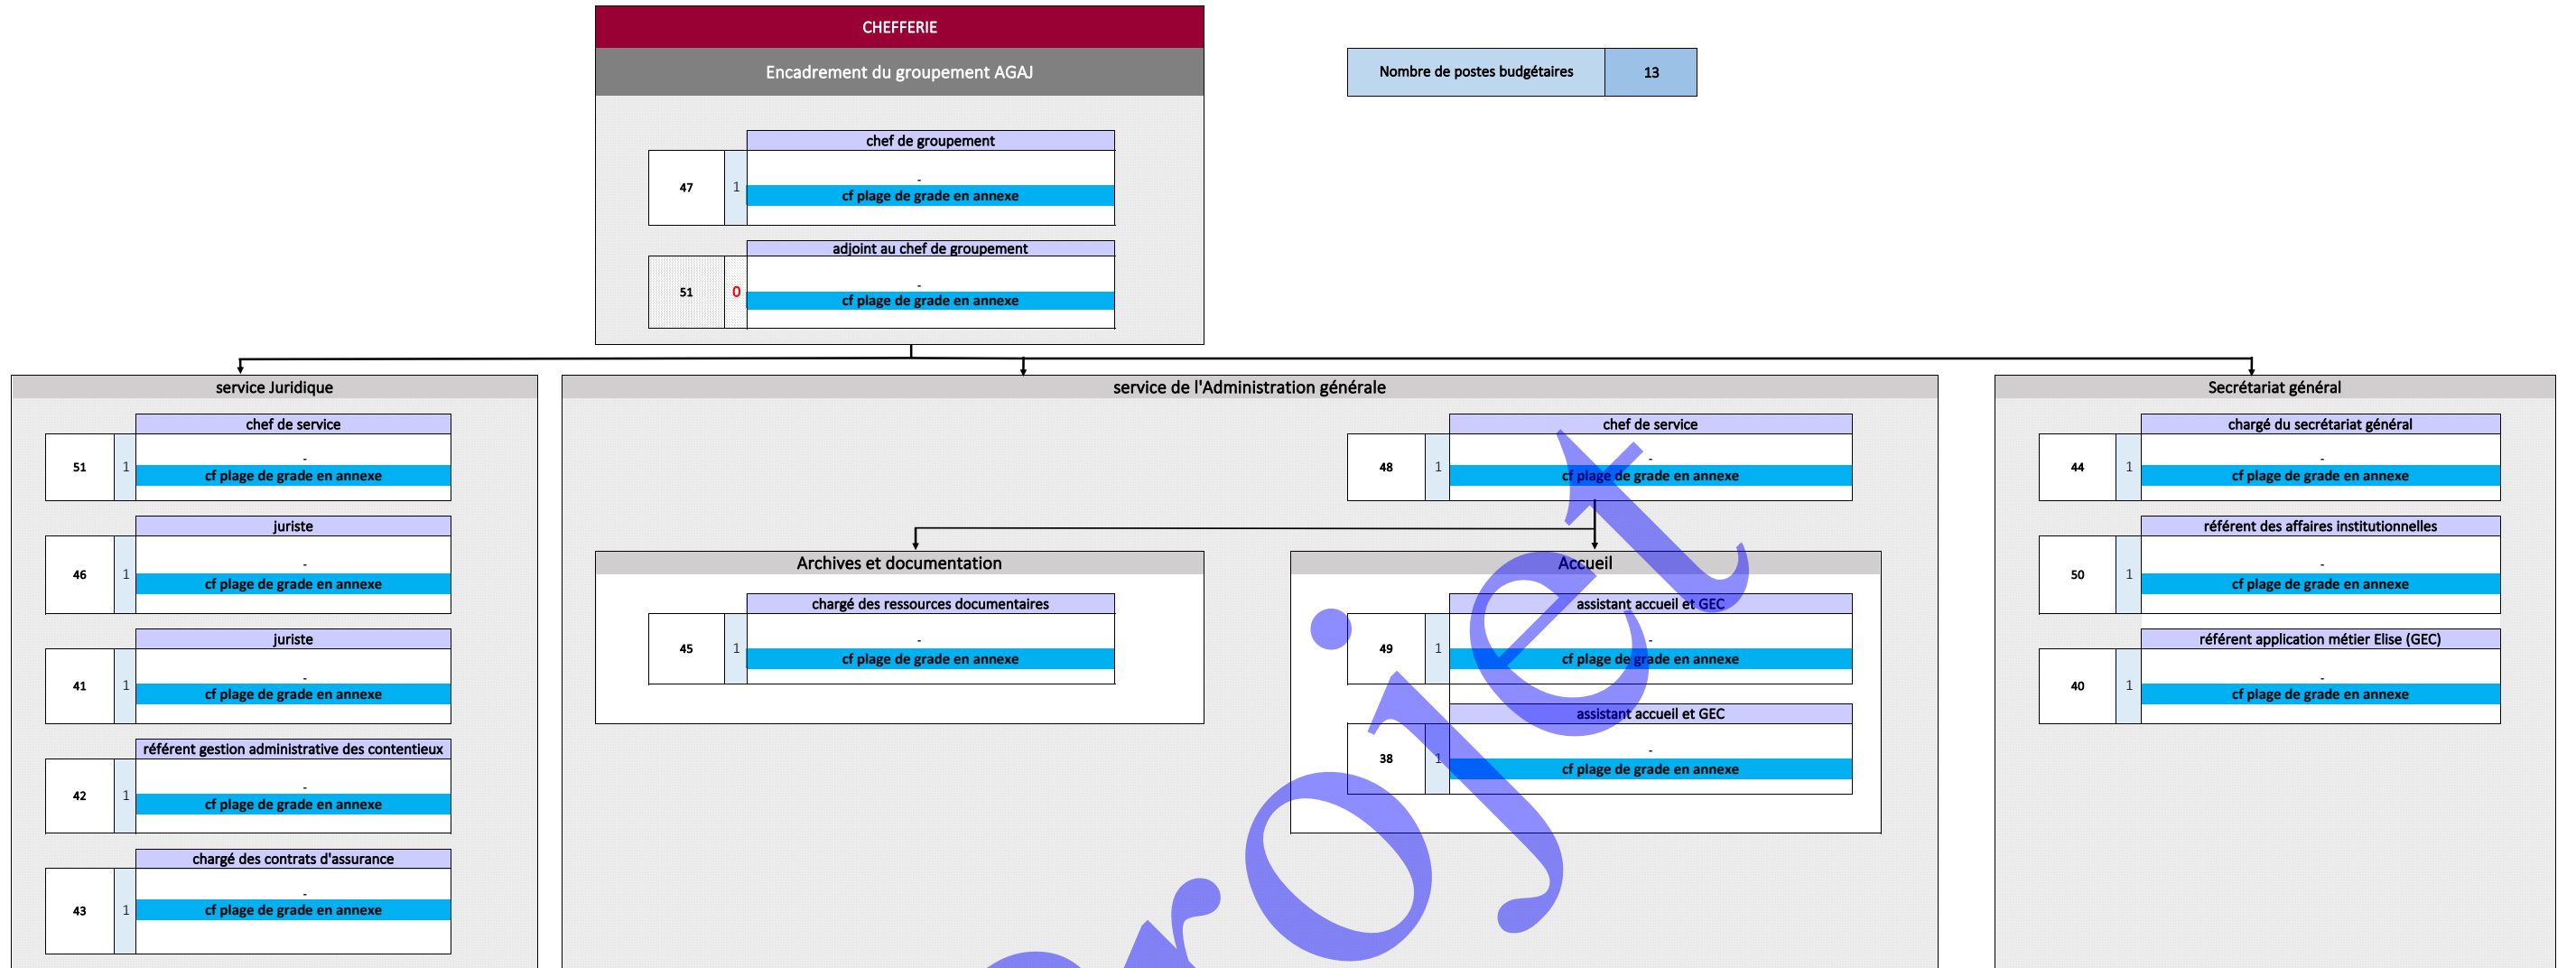 CHEFFERIE
Encadrement du groupement AGAJ
Nombre de postes budgétaires 13
chef de groupement
47 1 -
cf plage de grade en annexe
adjoint au chef de groupement
51 0 -
cf plage de grade en annexe
service Juridique
chef de service
51 1 -
cf plage de grade en annexe
juriste
46 1 -
cf plage de grade en annexe
juriste
41 1 -
cf plage de grade en annexe
référent gestion administrative des contentieux
42 1 -
cf plage de grade en annexe
chargé des contrats d'assurance
43 1 -
cf plage de grade en annexe
service de l'Administration générale
chef de service
48 1 -
cf plage de grade en annexe
Archives et documentation
chargé des ressources documentaires
45 1 -
cf plage de grade en annexe
Accueil
assistant accueil et GEC
49 1 -
cf plage de grade en annexe
assistant accueil et GEC
38 1 -
cf plage de grade en annexe
Secrétariat général
chargé du secrétariat général
44 1 -
cf plage de grade en annexe
référent des affaires institutionnelles
50 1 -
cf plage de grade en annexe
référent application métier Elise (GEC)
40 1 -
cf plage de grade en annexe
rojet